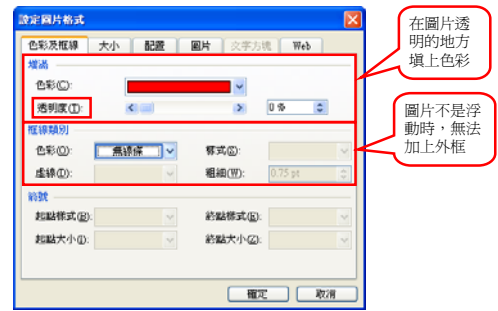 設定圖片格式
色彩及框線 大小 配置 圖片 文字方塊 Web
增滿
色彩(C):
透明度(T): 0 %
框線類別
色彩(O): 無線條 樣式(S):
虛線(D): 粗細(W): 0.75 pt
箭號
起點樣式(B): 終點樣式(E):
起點大小(I): 終點大小(Z):
確定 取消
在圖片透
明的地方
填上色彩
圖片不是浮
動時，無法
加上外框